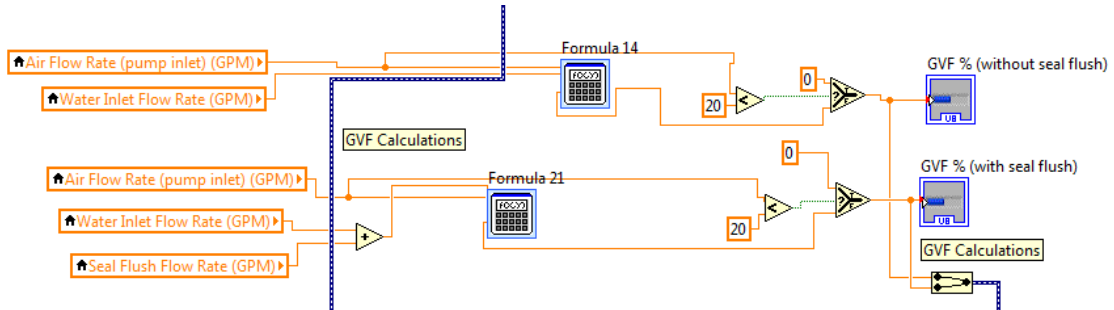 Formula 14
Air Flow Rate (pump inlet) (GPM)
Water Inlet Flow Rate (GPM)
f(x,y)
20
<
0
?
T
F
GVF % (without seal flush)
UB
GVF Calculations
Air Flow Rate (pump inlet) (GPM)
Water Inlet Flow Rate (GPM)
Seal Flush Flow Rate (GPM)
+
Formula 21
f(x,y)
20
<
0
?
T
F
GVF % (with seal flush)
UB
GVF Calculations